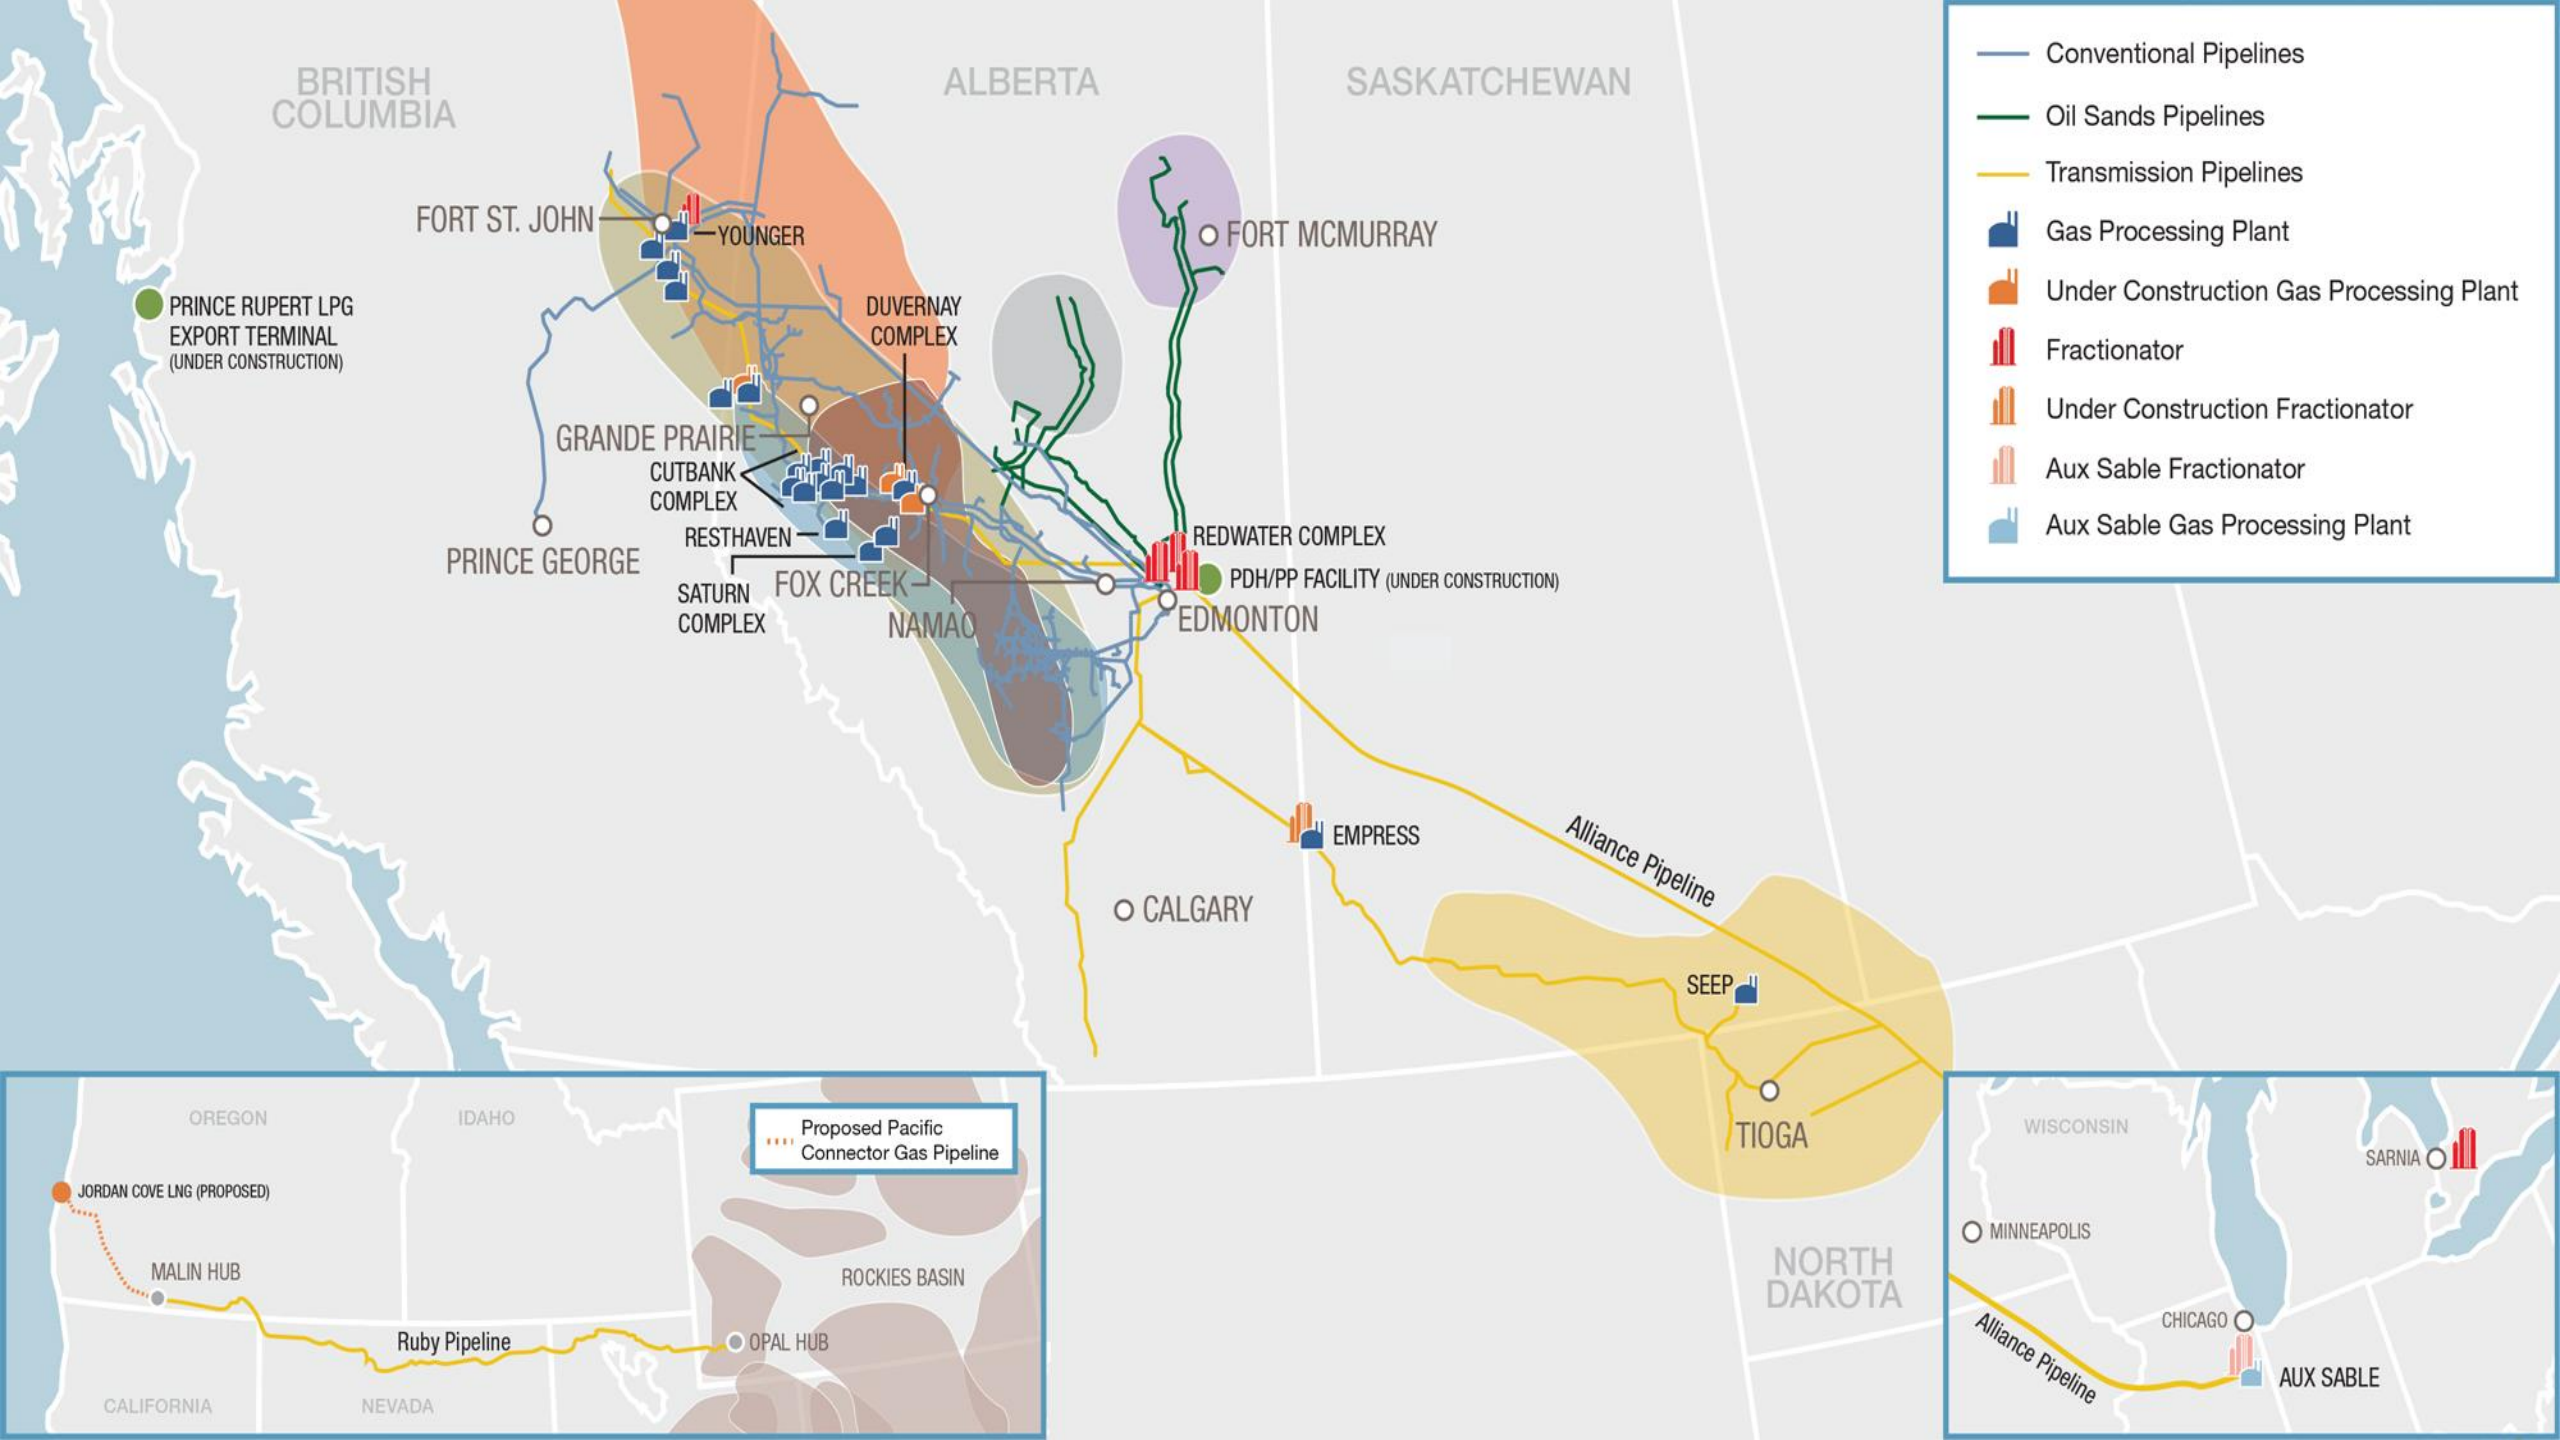 BRITISH
COLUMBIA
ALBERTA
SASKATCHEWAN
Conventional Pipelines
Oil Sands Pipelines
Transmission Pipelines
Gas Processing Plant
Under Construction Gas Processing Plant
Fractionator
Under Construction Fractionator
Aux Sable Fractionator
Aux Sable Gas Processing Plant
FORT ST. JOHN
YOUNGER
FORT MCMURRAY
PRINCE RUPERT LPG
EXPORT TERMINAL
(UNDER CONSTRUCTION)
DUVERNAY
COMPLEX
GRANDE PRAIRIE
CUTBANK
COMPLEX
RESTHAVEN
PRINCE GEORGE
SATURN
COMPLEX
FOX CREEK
NAMAO
REDWATER COMPLEX
PDH/PP FACILITY (UNDER CONSTRUCTION)
EDMONTON
EMPRESS
Alliance Pipeline
CALGARY
SEEP
TIOGA
NORTH
DAKOTA
OREGON
IDAHO
Proposed Pacific
Connector Gas Pipeline
JORDAN COVE LNG (PROPOSED)
MALIN HUB
ROCKIES BASIN
Ruby Pipeline
OPAL HUB
CALIFORNIA
NEVADA
WISCONSIN
SARNIA
MINNEAPOLIS
CHICAGO
Alliance Pipeline
AUX SABLE